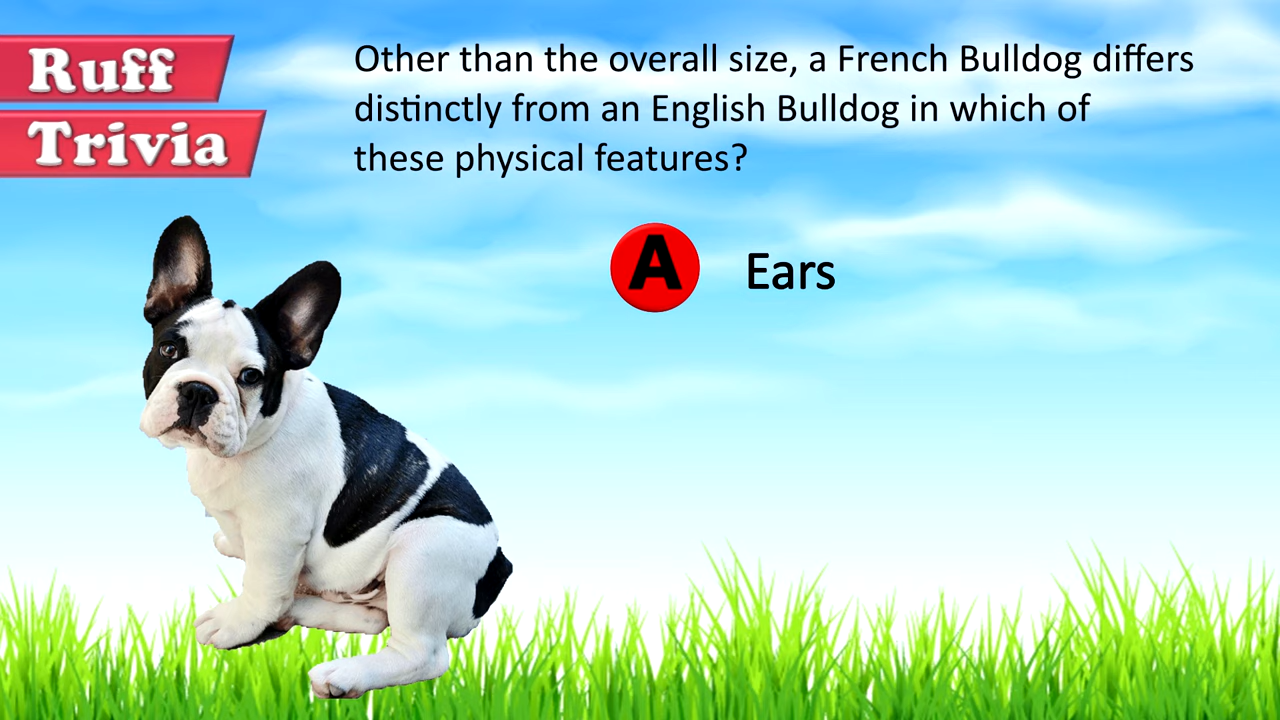 Ruff
Trivia
Other than the overall size, a French Bulldog differs
distinctly from an English Bulldog in which of
these physical features?
A Ears